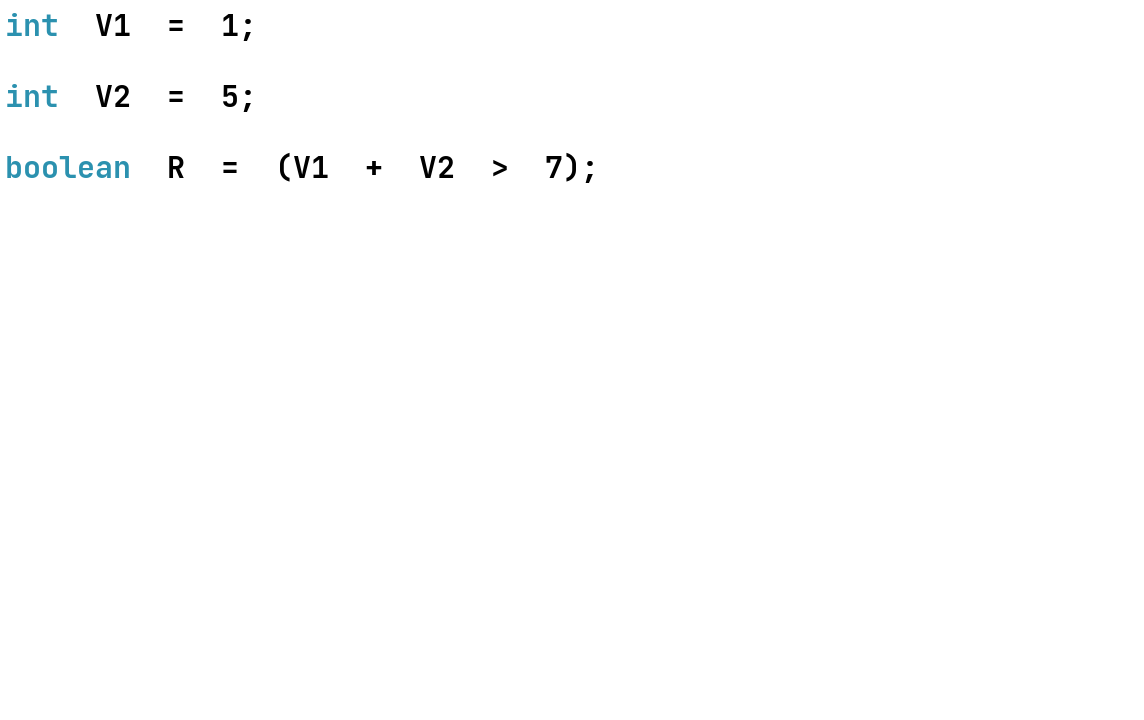 int V1 = 1;
int V2 = 5;
boolean R = (V1 + V2 > 7);